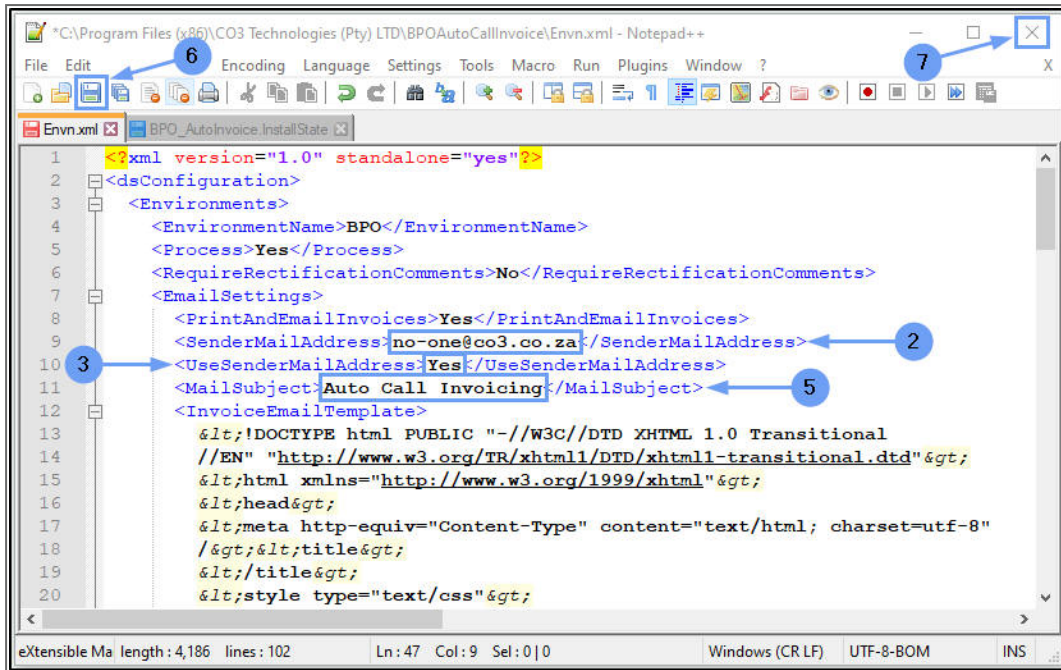 *C:\Program Files (x86)\CO3 Technologies (Pty) LTD\BPOAutoCallInvoice\Envn.xml - Notepad++
6
7
File Edit Encoding Language Settings Tools Macro Run Plugins Window ? X
Envn.xml BPO_AutoInvoice.InstallState
1 <?xml version="1.0" standalone="yes"?>
2 <dsConfiguration>
3 <Environments>
4 <EnvironmentName>BPO</EnvironmentName>
5 <Process>Yes</Process>
6 <RequireRectificationComments>No</RequireRectificationComments>
7 <EmailSettings>
8 <PrintAndEmailInvoices>Yes</PrintAndEmailInvoices>
9 <SenderMailAddress>no-one@co3.co.za</SenderMailAddress> 2
10 3 <UseSenderMailAddress>Yes</UseSenderMailAddress>
11 <MailSubject>Auto Call Invoicing</MailSubject> 5
12 <InvoiceEmailTemplate>
13 &lt;!DOCTYPE html PUBLIC "-//W3C//DTD XHTML 1.0 Transitional
14 //EN" "http://www.w3.org/TR/xhtml1/DTD/xhtml1-transitional.dtd"&gt;
15 &lt;html xmlns="http://www.w3.org/1999/xhtml"&gt;
16 &lt;head&gt;
17 &lt;meta http-equiv="Content-Type" content="text/html; charset=utf-8"
18 /&gt;&lt;title&gt;
19 &lt;/title&gt;
20 &lt;style type="text/css"&gt;
eXtensible Ma length : 4,186 lines : 102 Ln : 47 Col : 9 Sel : 0 | 0 Windows (CR LF) UTF-8-BOM INS